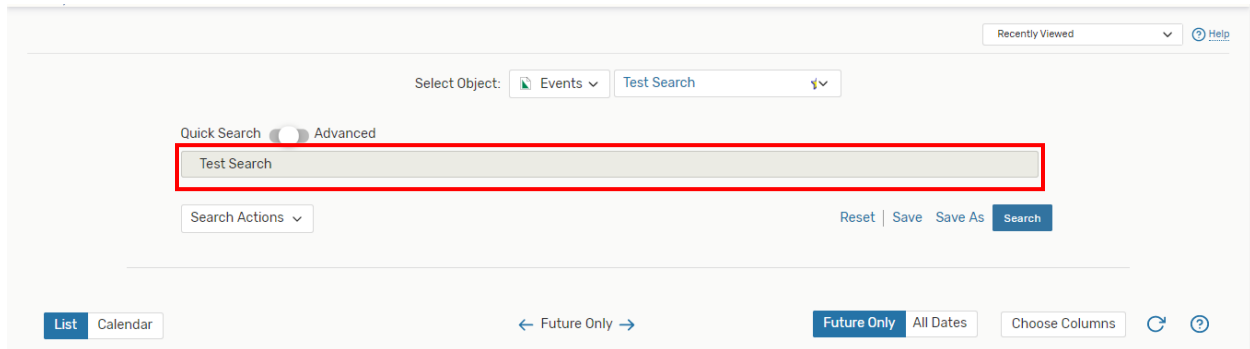 Recently Viewed Help
Select Object: Events Test Search
Quick Search Advanced
Test Search
Search Actions Reset | Save Save As Search
List Calendar ← Future Only → Future Only All Dates Choose Columns